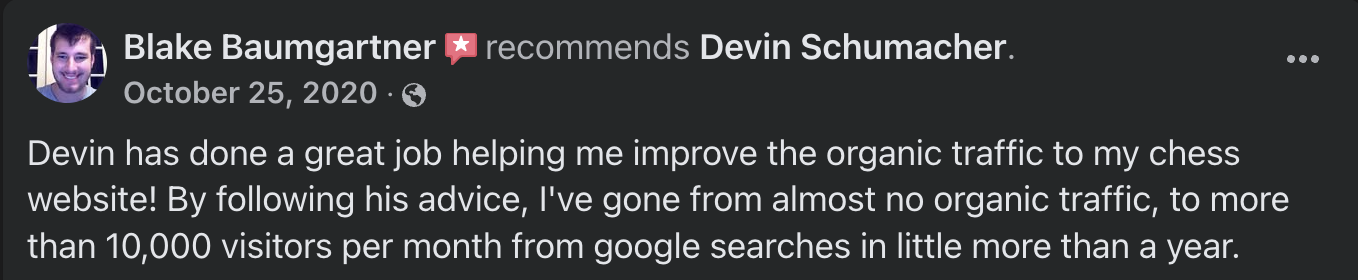 Blake Baumgartner recommends Devin Schumacher.
October 25, 2020 ·
Devin has done a great job helping me improve the organic traffic to my chess
website! By following his advice, I've gone from almost no organic traffic, to more
than 10,000 visitors per month from google searches in little more than a year.